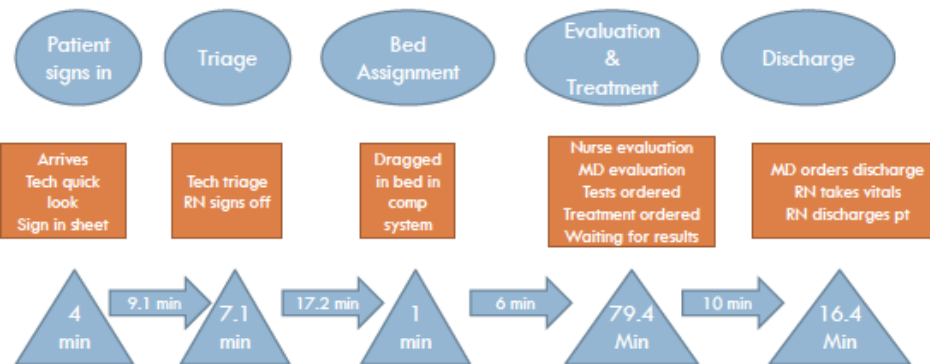 Patient
signs in
Triage
Bed
Assignment
Evaluation
&
Treatment
Discharge
Arrives
Tech quick
look
Sign in sheet
Tech triage
RN signs off
Dragged
in bed in
comp
system
Nurse evaluation
MD evaluation
Tests ordered
Treatment ordered
Waiting for results
MD orders discharge
RN takes vitals
RN discharges pt
4
min
9.1 min
7.1
min
17.2 min
1
min
6 min
79.4
Min
10 min
16.4
Min